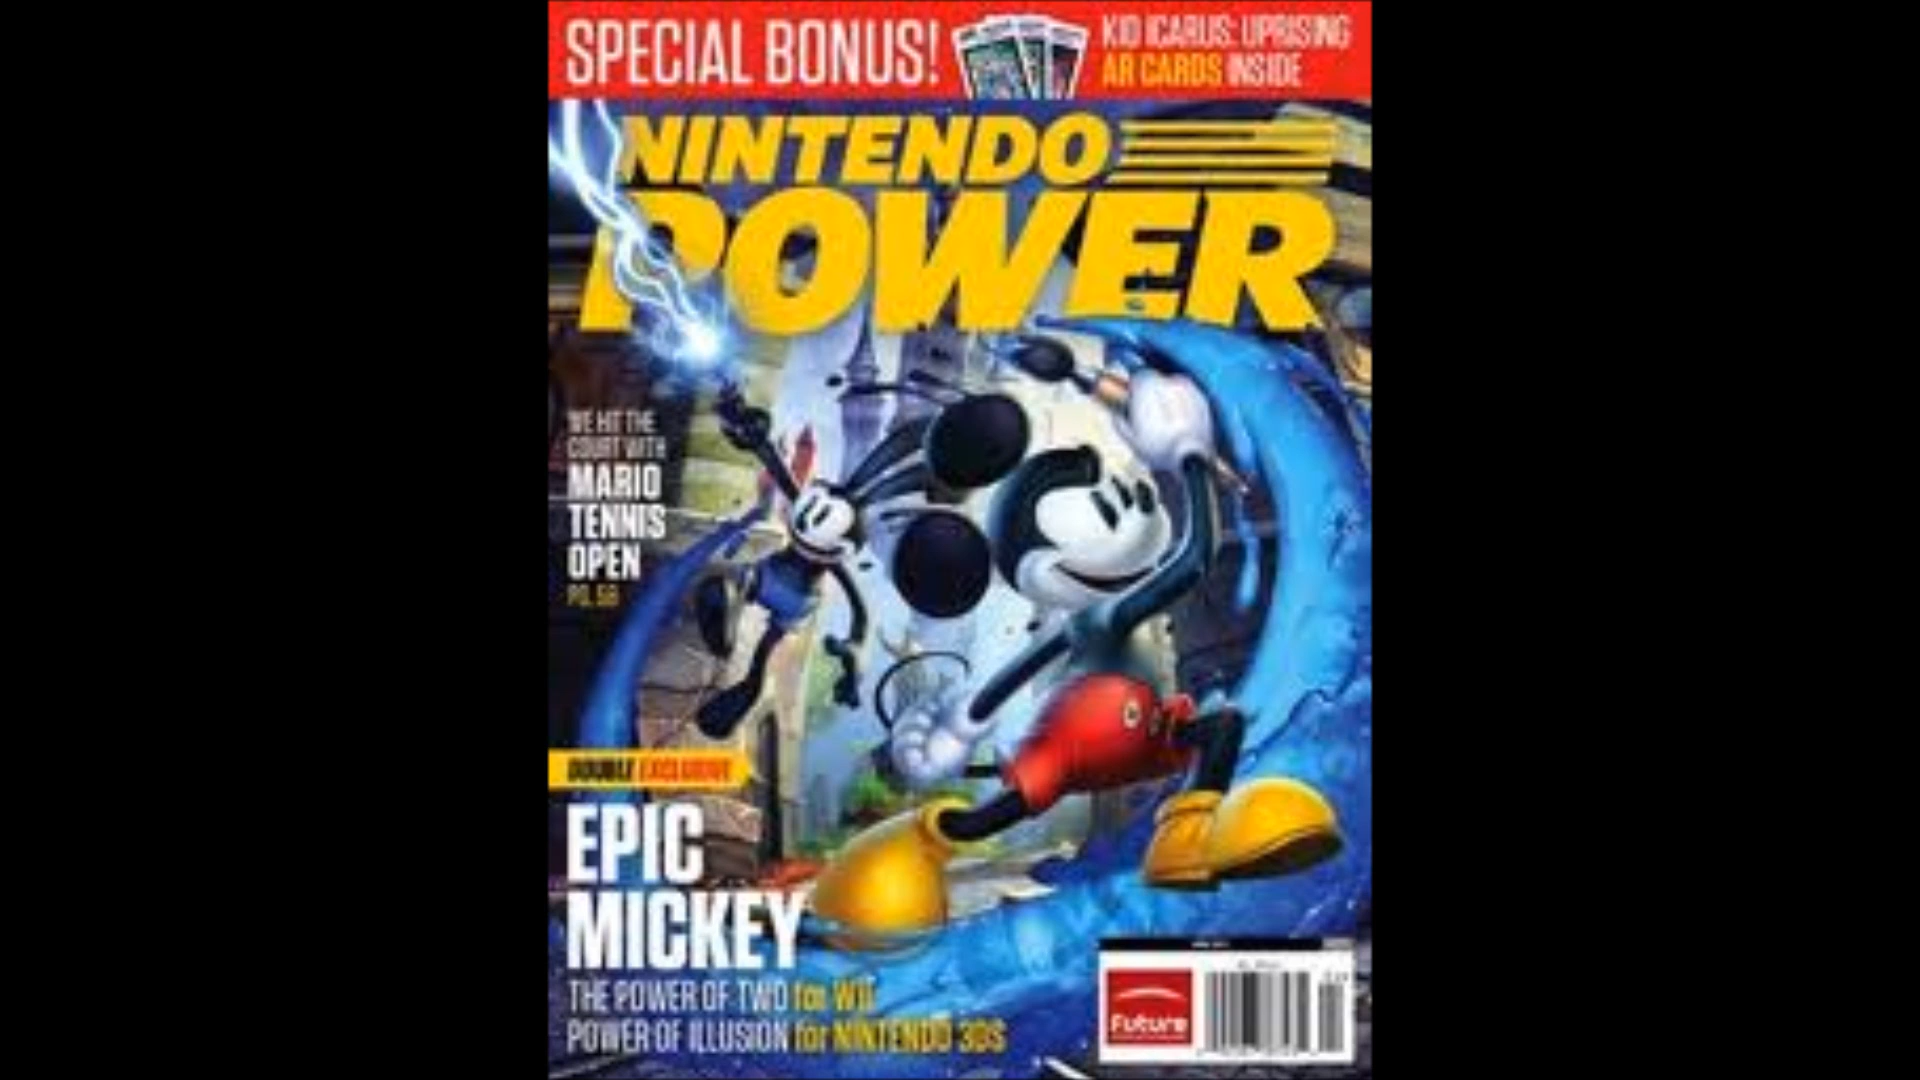 SPECIAL BONUS!
KID ICARUS: UPRISING
AR CARDS INSIDE
NINTENDO
POWER
WE HIT THE
COURT WITH
MARIO
TENNIS
OPEN
DOUBLE EXCLUSIVE
EPIC
MICKEY
THE POWER OF TWO for WII
POWER OF ILLUSION for NINTENDO 3DS
Future